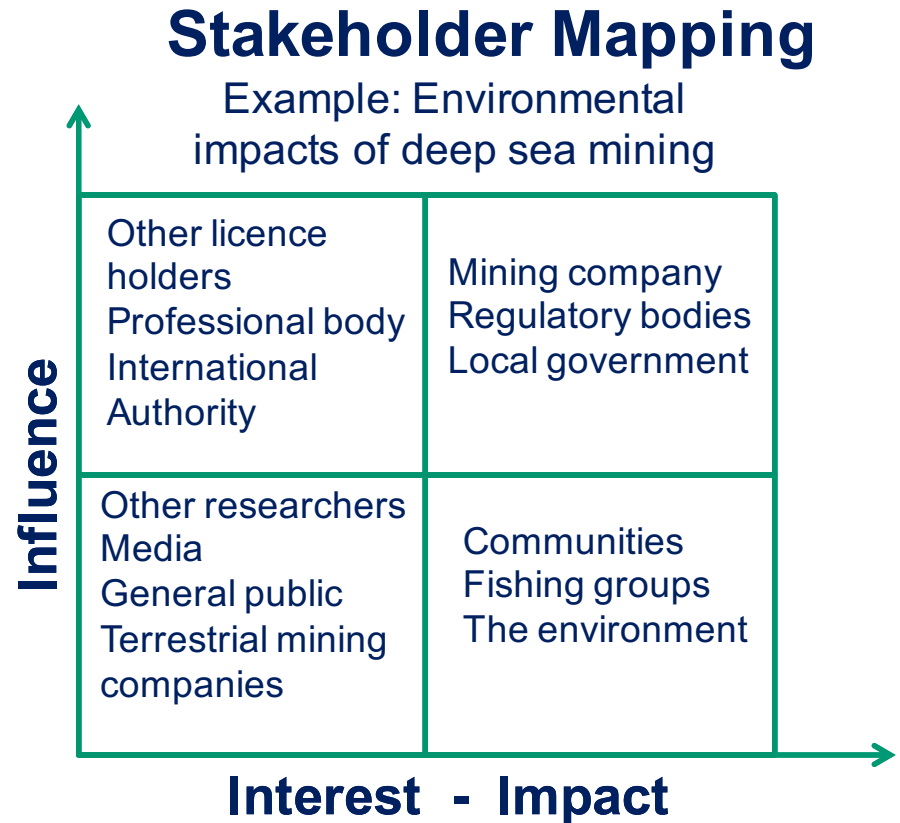 Stakeholder Mapping
Example: Environmental
impacts of deep sea mining
Influence
Other licence
holders
Professional body
International
Authority
Mining company
Regulatory bodies
Local government
Other researchers
Media
General public
Terrestrial mining
companies
Communities
Fishing groups
The environment
Interest - Impact